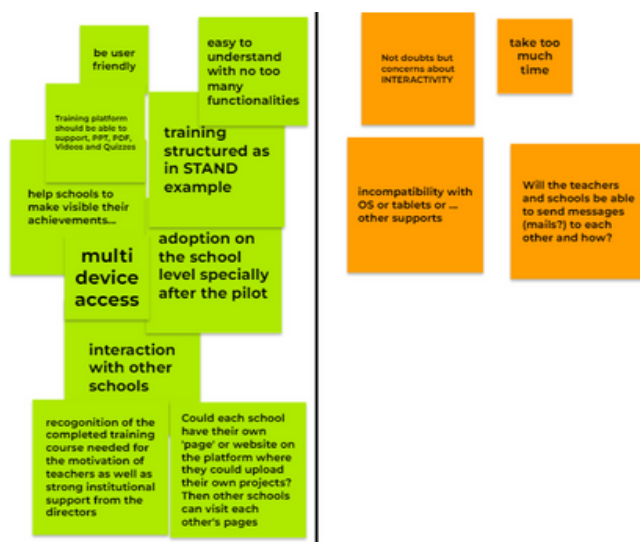 be user
friendly
easy to
understand
with no too
many
functionalities
Training platform
should be able to
support, PPT, PDF,
Videos and Quizzes
training
structured as
in STAND
example
help schools to
make visible their
achievements...
multi
device
access
adoption on
the school
level specially
after the pilot
interaction
with other
schools
recogonition of the
completed training
course needed for
the motivation of
teachers as well as
strong institutional
support from the
directors
Could each school
have their own
'page' or website on
the platform where
they could upload
their own projects?
Then other schools
can visit each
other's pages
Not doubts but
concerns about
INTERACTIVITY
take too
much
time
incompatibility with
OS or tablets or ...
other supports
Will the teachers
and schools be able
to send messages
(mails?) to each
other and how?